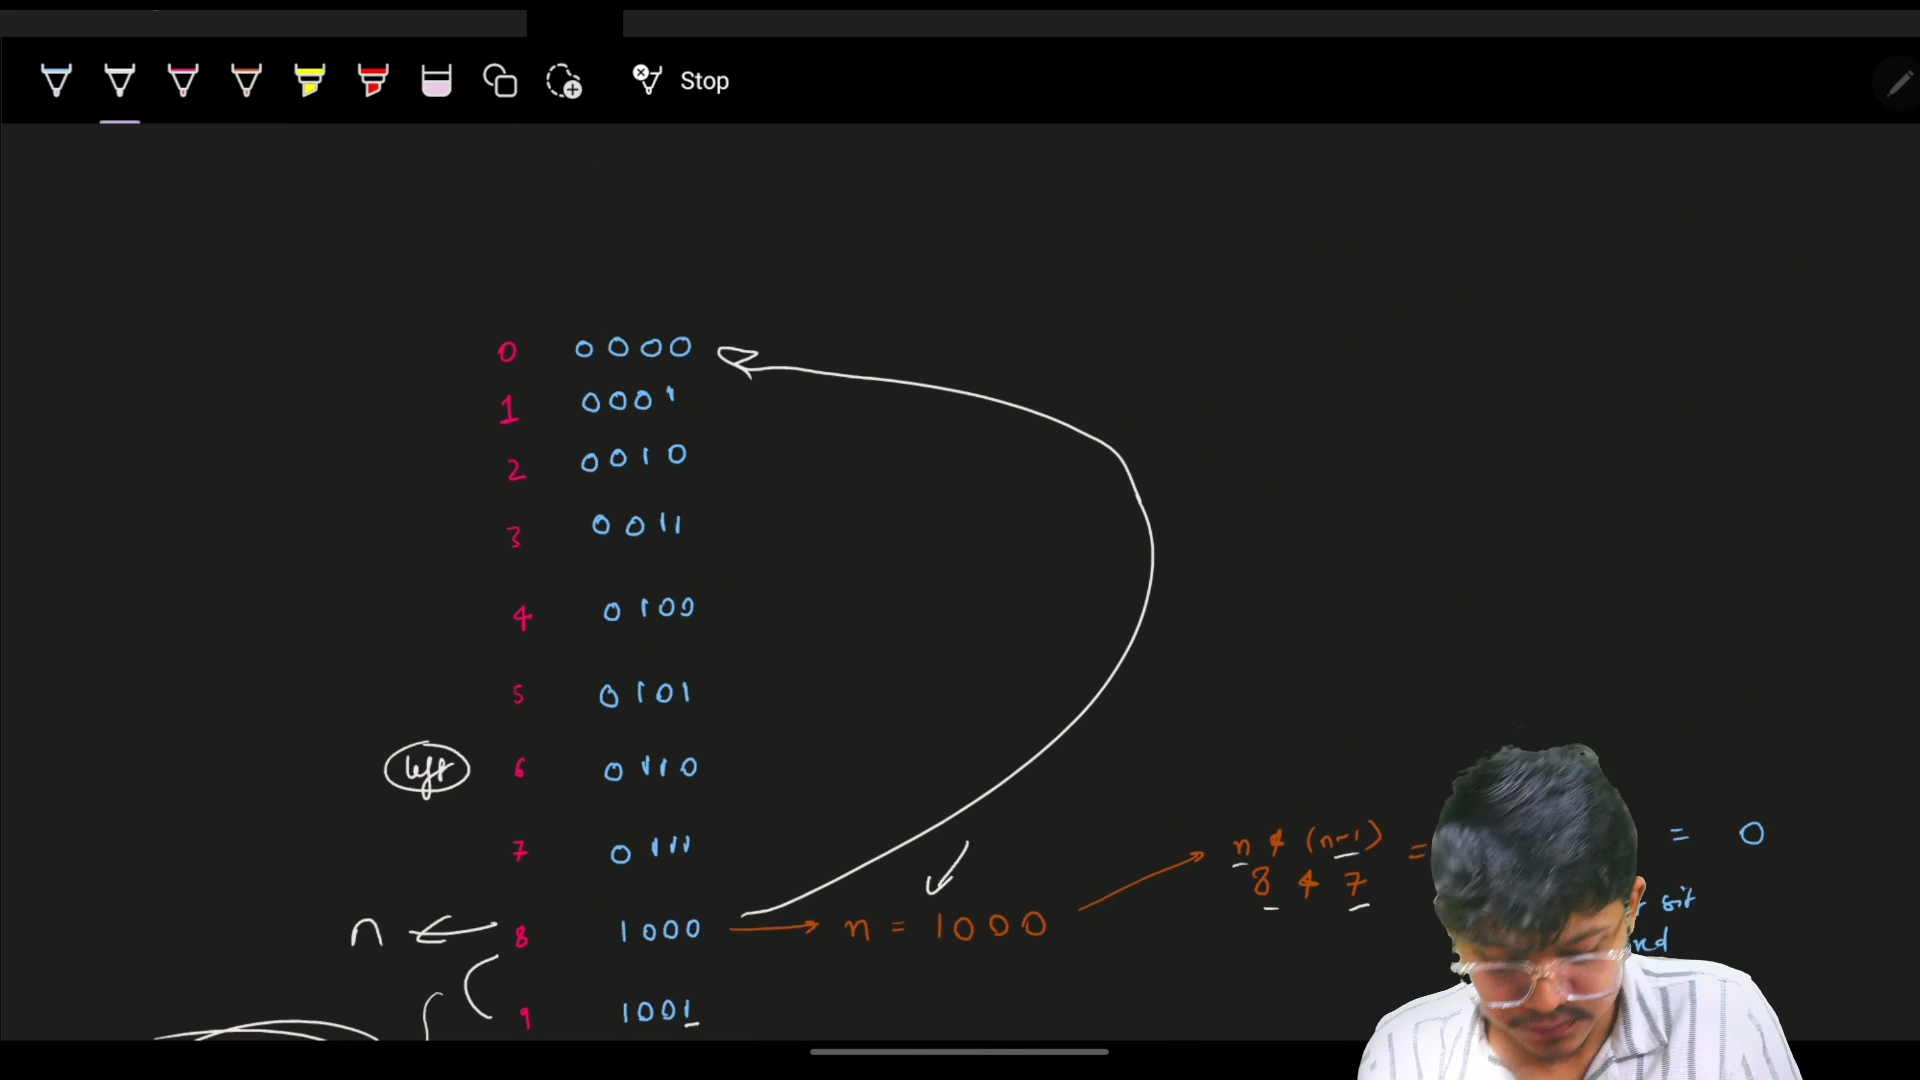 Stop
0 0000
1 0001
2 0010
3 0011
4 0100
5 0101
left 6 0110
7 0111
n & (n-1) = = 0
8 & 7
n 8 1000 n = 1000
9 1001